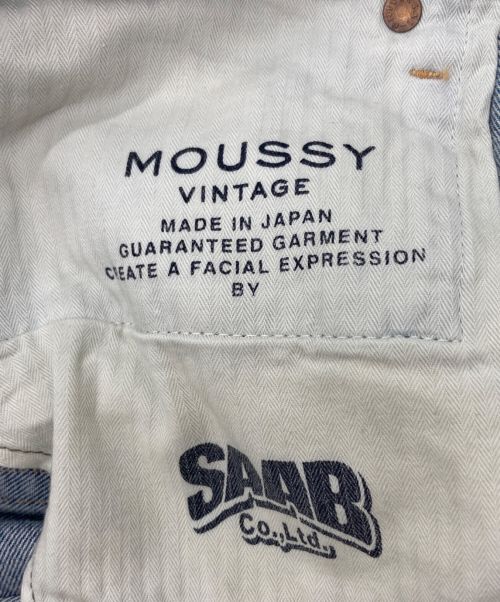 MOUSSY
VINTAGE
MADE IN JAPAN
GUARANTEED GARMENT
CREATE A FACIAL EXPRESSION
BY
SAAB
Co.,Ltd.,